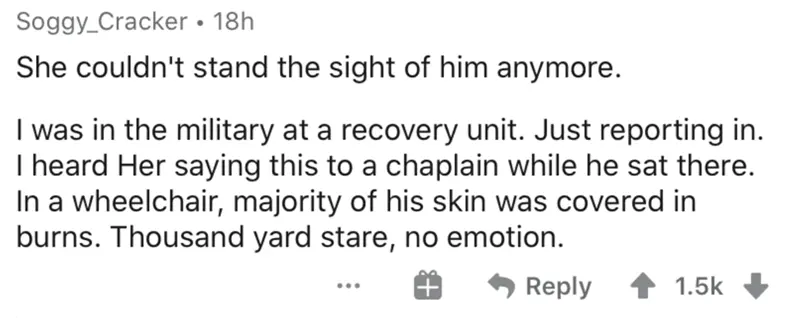 Soggy_Cracker • 18h
She couldn't stand the sight of him anymore.
I was in the military at a recovery unit. Just reporting in.
I heard Her saying this to a chaplain while he sat there.
In a wheelchair, majority of his skin was covered in
burns. Thousand yard stare, no emotion.
... Reply 1.5k